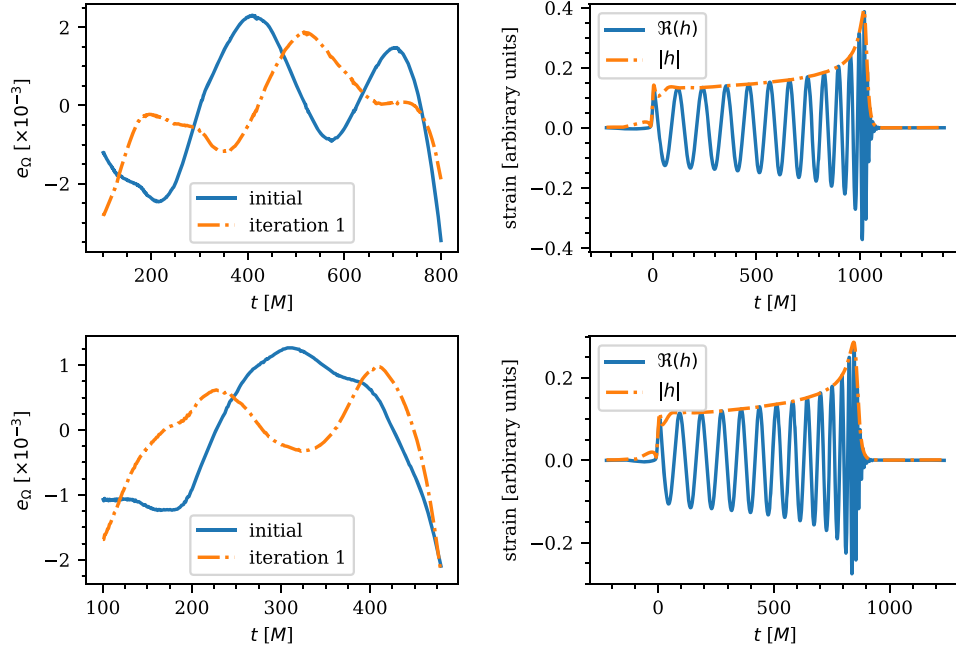 2
0
−2
e_Ω [×10⁻³]
initial
iteration 1
200
400
600
800
t [M]
0.4
0.2
0.0
−0.2
−0.4
strain [arbitrary units]
ℜ(h)
|h|
0
500
1000
t [M]
1
0
−1
−2
e_Ω [×10⁻³]
initial
iteration 1
100
200
300
400
t [M]
0.2
0.0
−0.2
strain [arbitrary units]
ℜ(h)
|h|
0
500
1000
t [M]